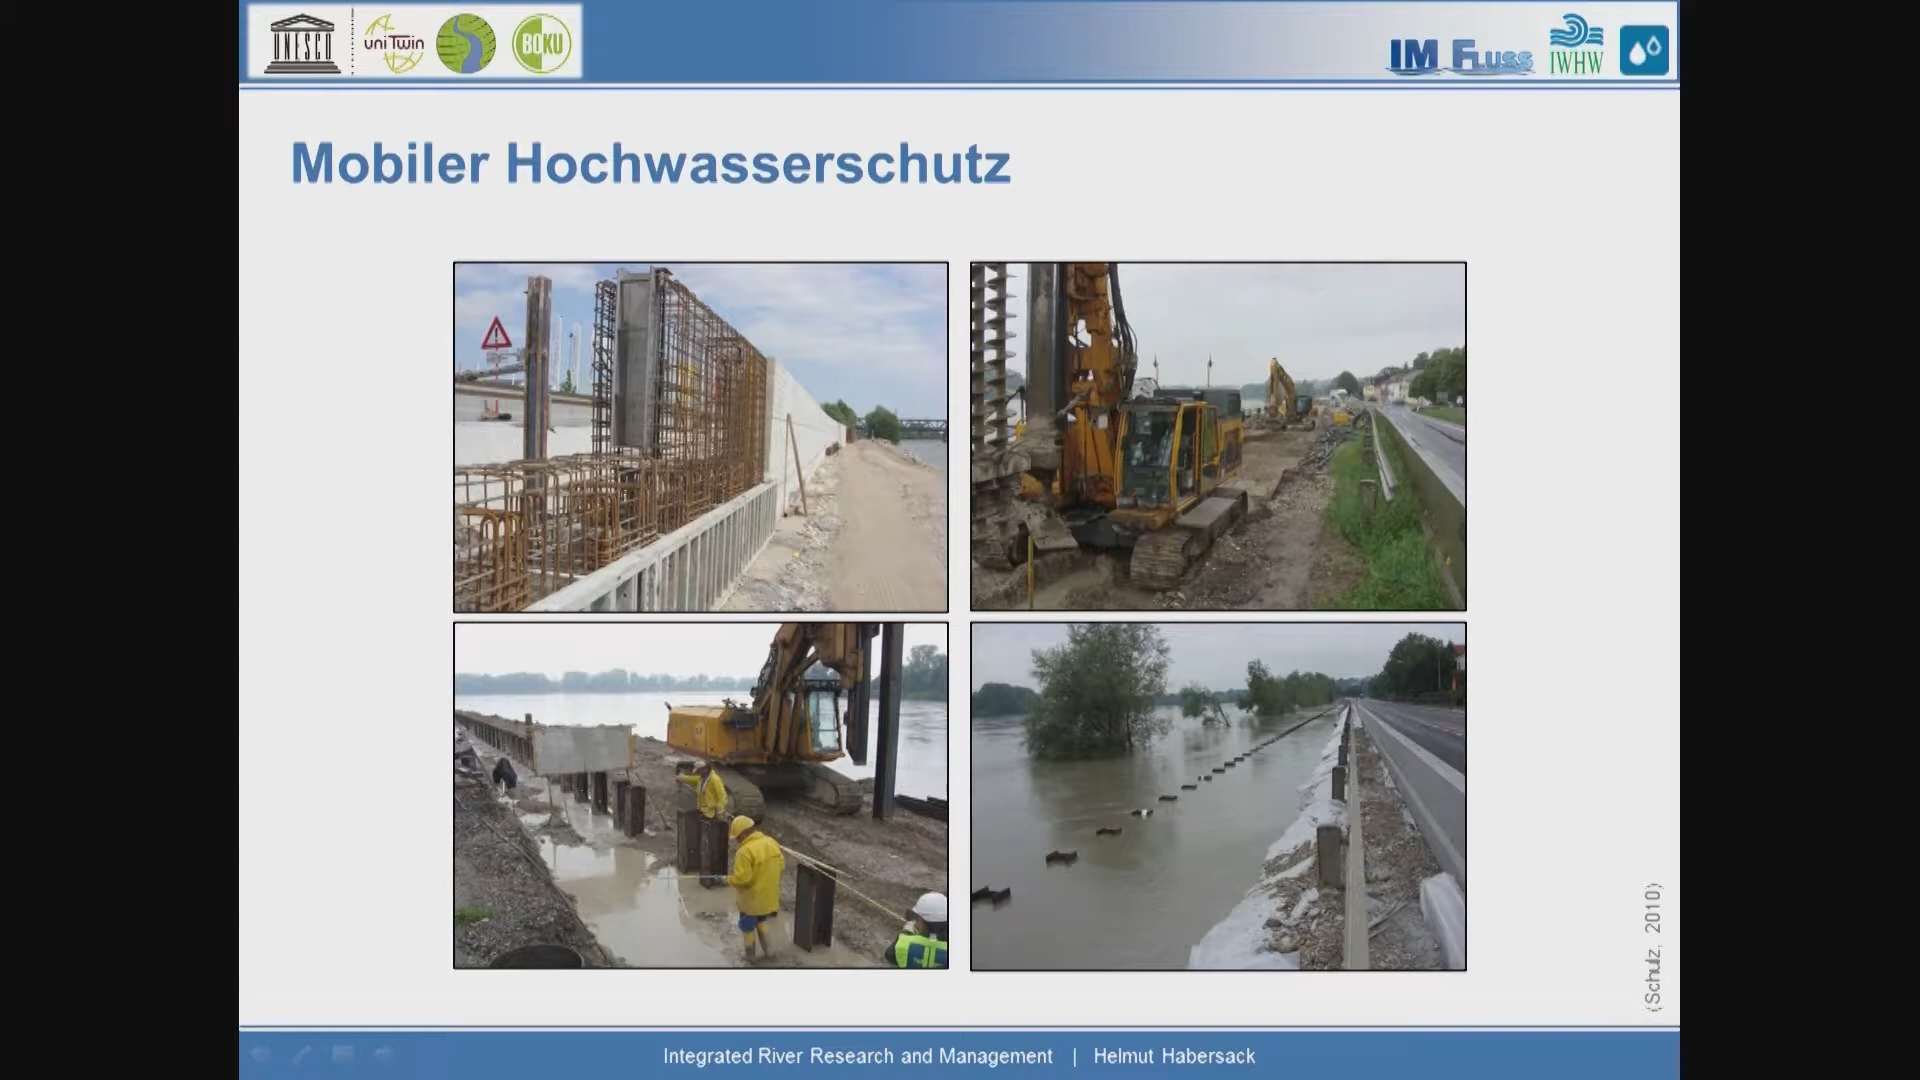 UNESCO
uniTwin
BOKU
IM FLUSS
IWHW
Mobiler Hochwasserschutz
(Schulz, 2010)
Integrated River Research and Management | Helmut Habersack